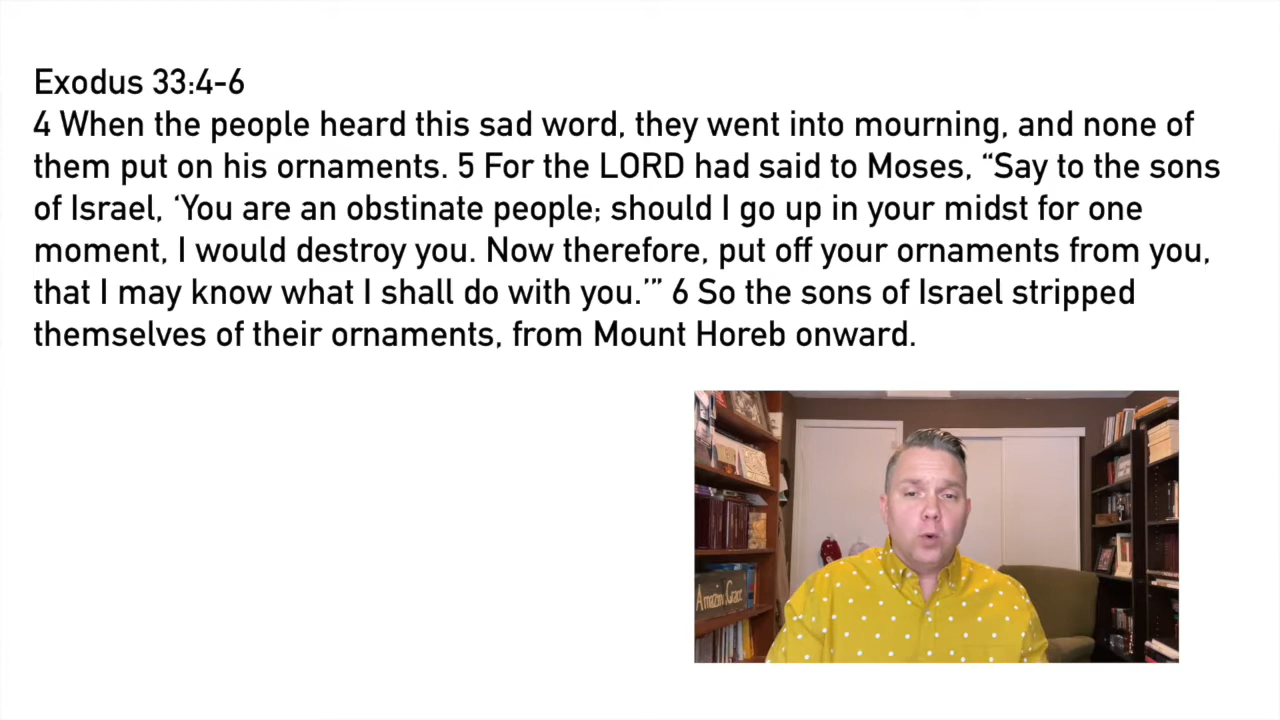 Exodus 33:4-6
4 When the people heard this sad word, they went into mourning, and none of
them put on his ornaments. 5 For the LORD had said to Moses, “Say to the sons
of Israel, ‘You are an obstinate people; should I go up in your midst for one
moment, I would destroy you. Now therefore, put off your ornaments from you,
that I may know what I shall do with you.’” 6 So the sons of Israel stripped
themselves of their ornaments, from Mount Horeb onward.
Amazing Grace